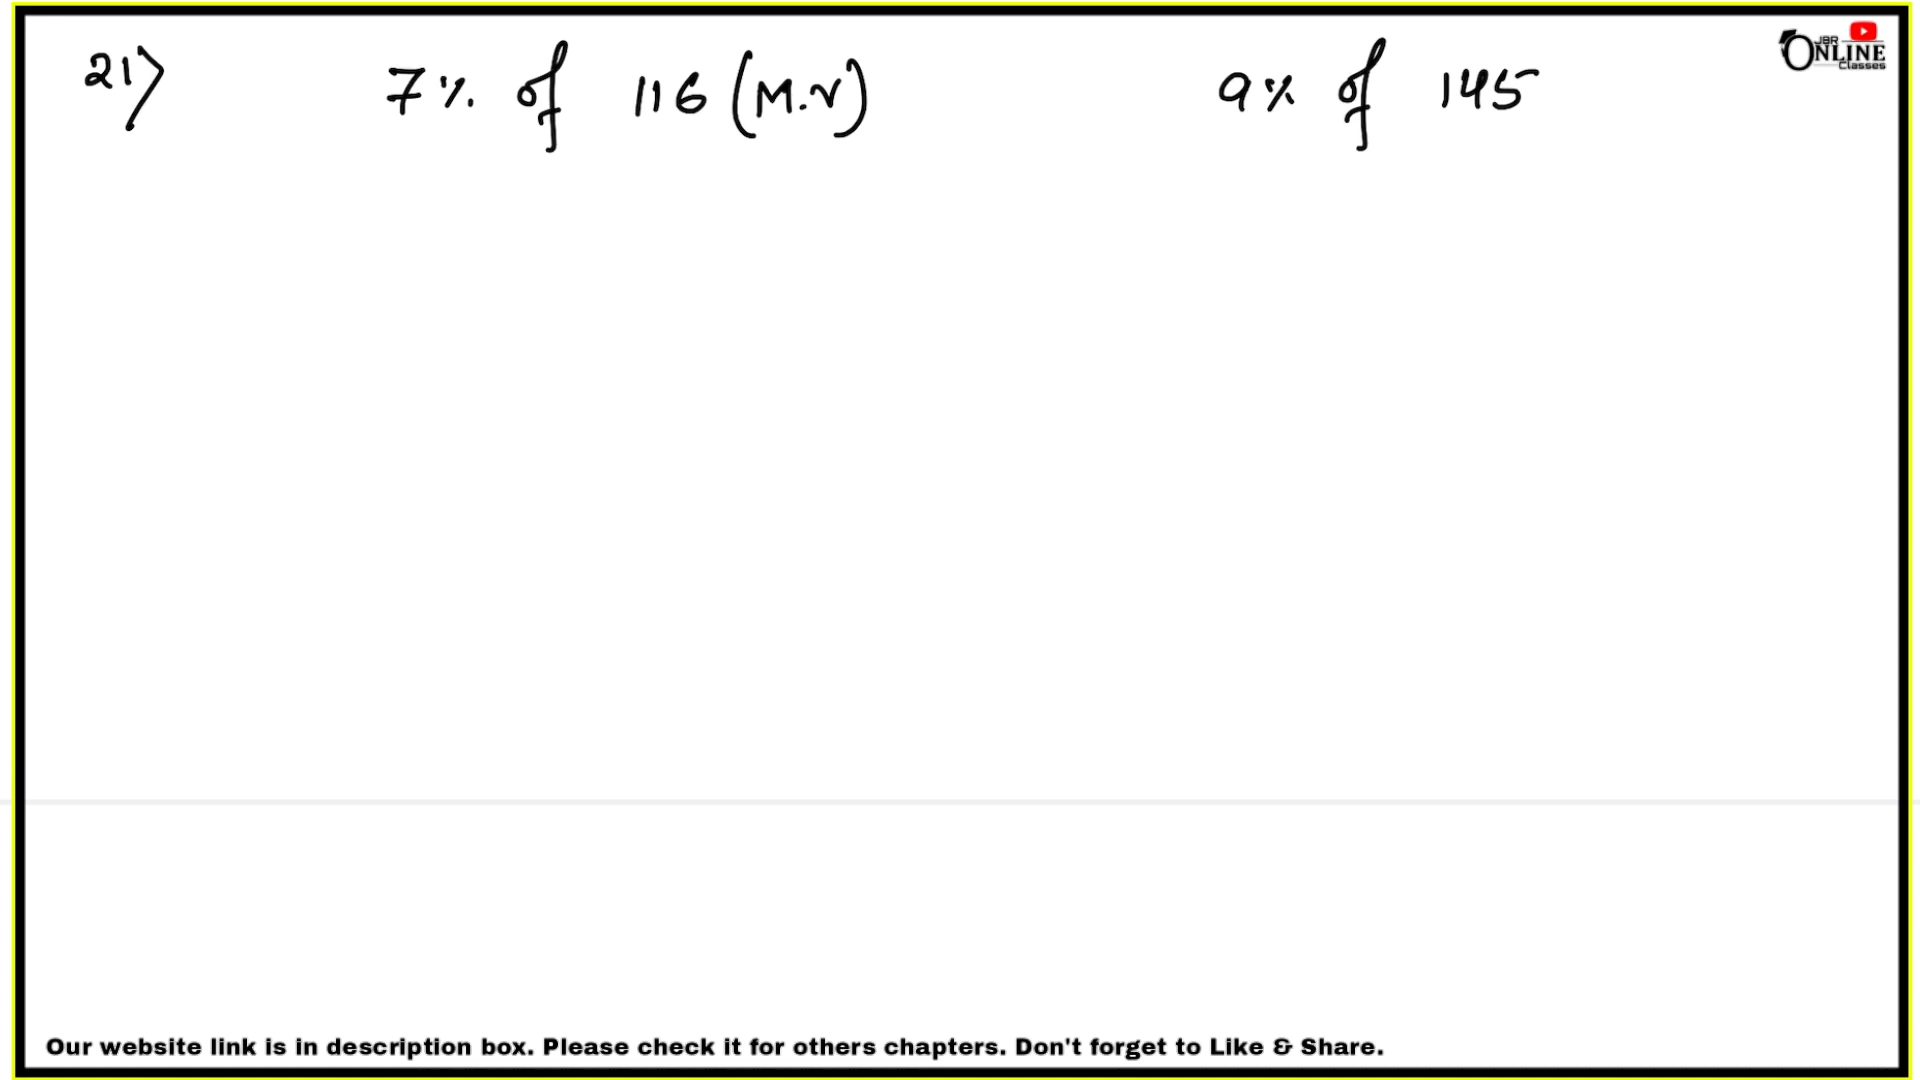 21) 7% of 116 (M.V) 9% of 145
JBR
ONLINE
Classes
Our website link is in description box. Please check it for others chapters. Don't forget to Like & Share.